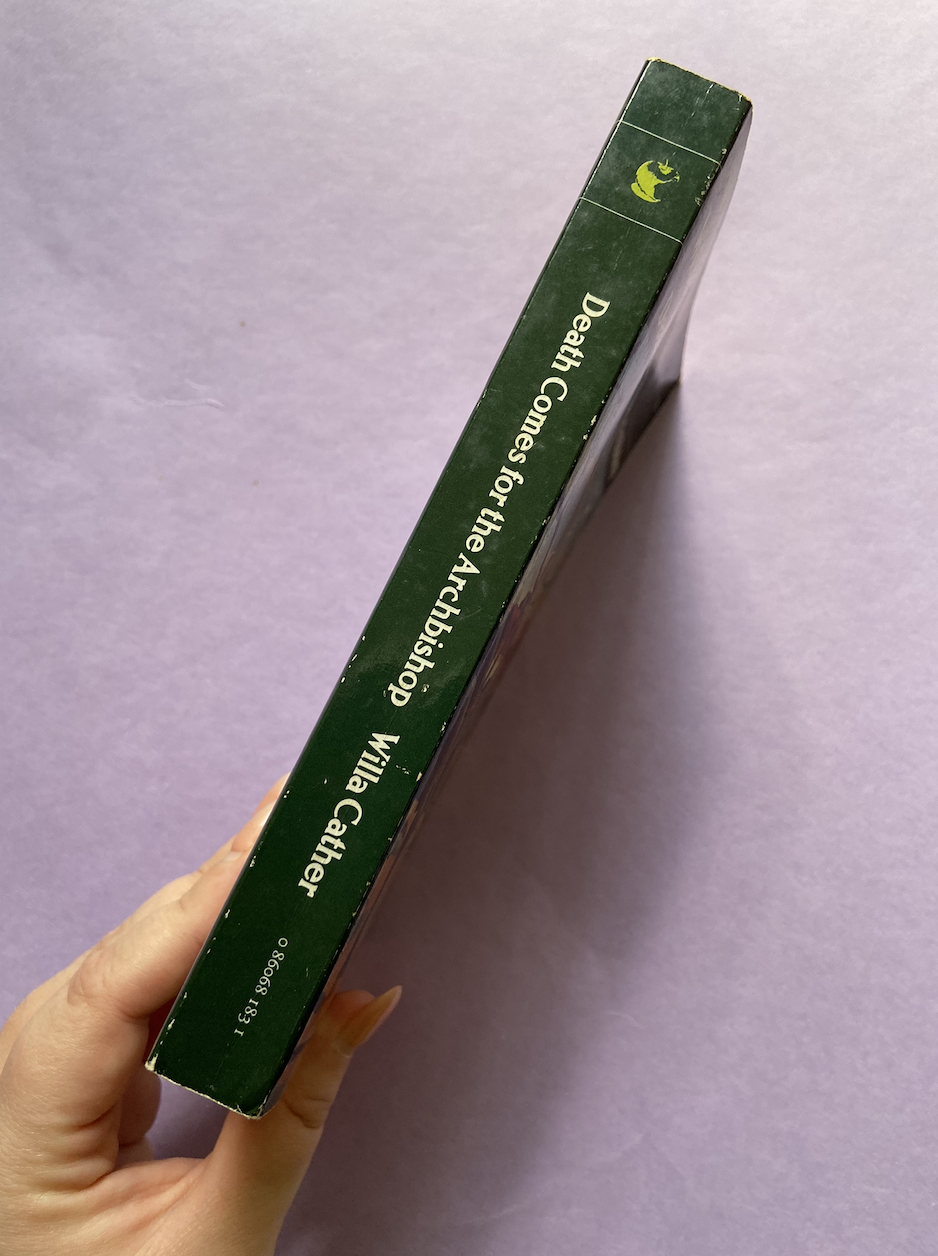 Death Comes for the Archbishop Willa Cather
0 86068 183 1